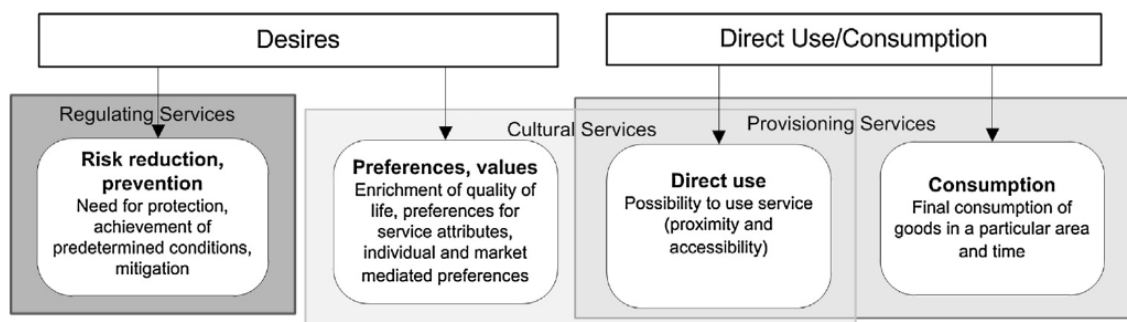 Desires
Direct Use/Consumption
Regulating Services
Cultural Services
Provisioning Services
Risk reduction,
prevention
Need for protection,
achievement of
predetermined conditions,
mitigation
Preferences, values
Enrichment of quality of
life, preferences for
service attributes,
individual and market
mediated preferences
Direct use
Possibility to use service
(proximity and
accessibility)
Consumption
Final consumption of
goods in a particular area
and time